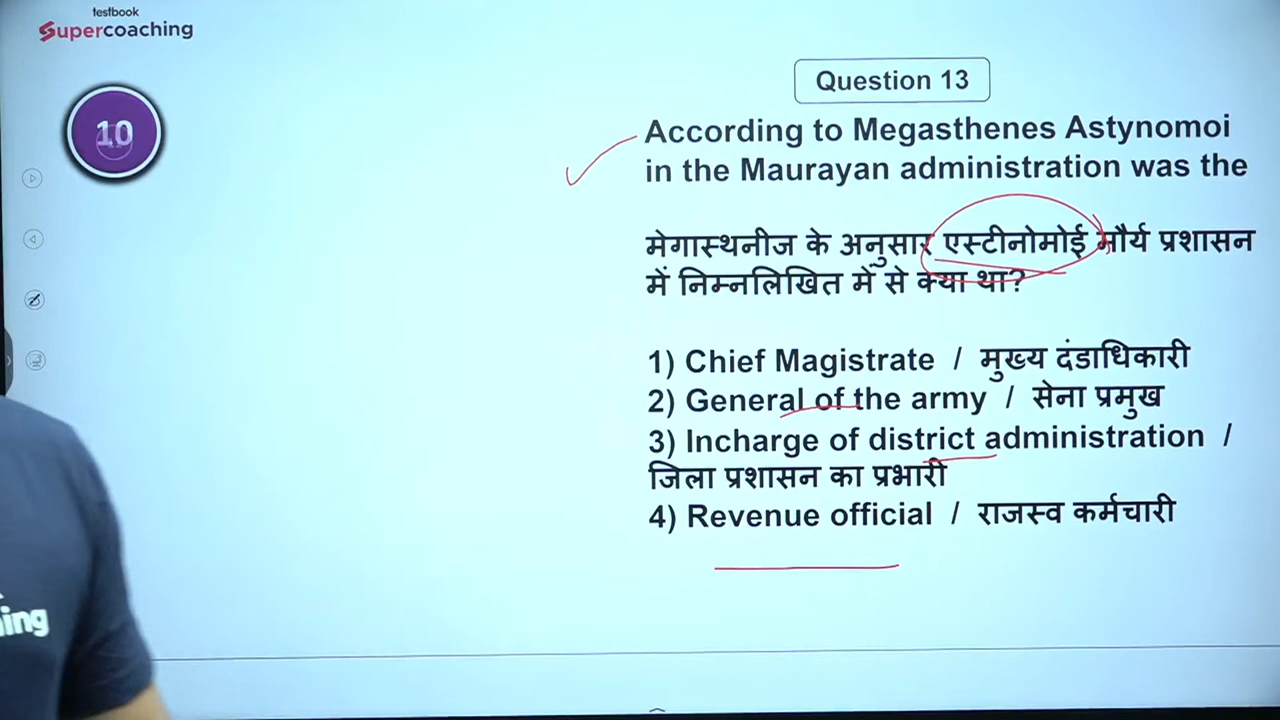 testbook
Supercoaching
10
Question 13
According to Megasthenes Astynomoi
in the Maurayan administration was the
मेगास्थनीज के अनुसार एस्टीनोमोई मौर्य प्रशासन
में निम्नलिखित में से क्या था?
1) Chief Magistrate / मुख्य दंडाधिकारी
2) General of the army / सेना प्रमुख
3) Incharge of district administration /
जिला प्रशासन का प्रभारी
4) Revenue official / राजस्व कर्मचारी
ing